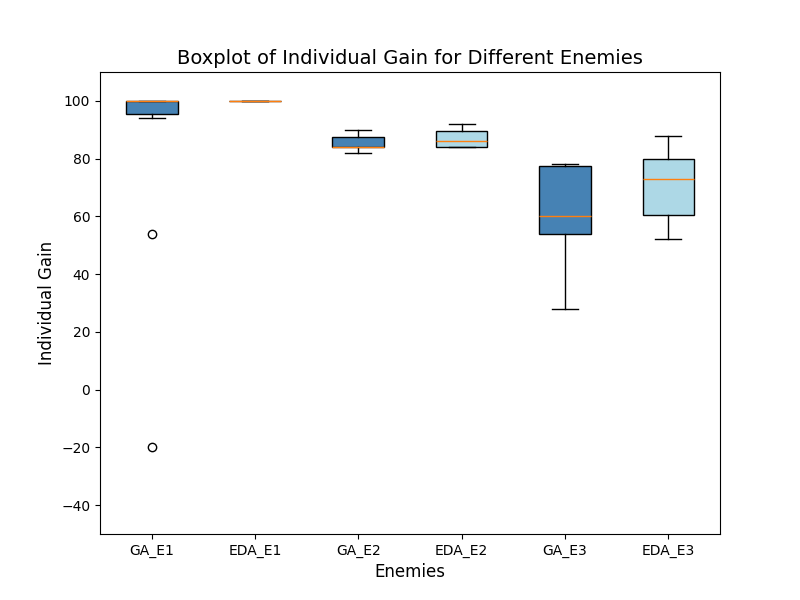 Boxplot of Individual Gain for Different Enemies
Individual Gain
100
80
60
40
20
0
−20
−40
GA_E1 EDA_E1 GA_E2 EDA_E2 GA_E3 EDA_E3
Enemies